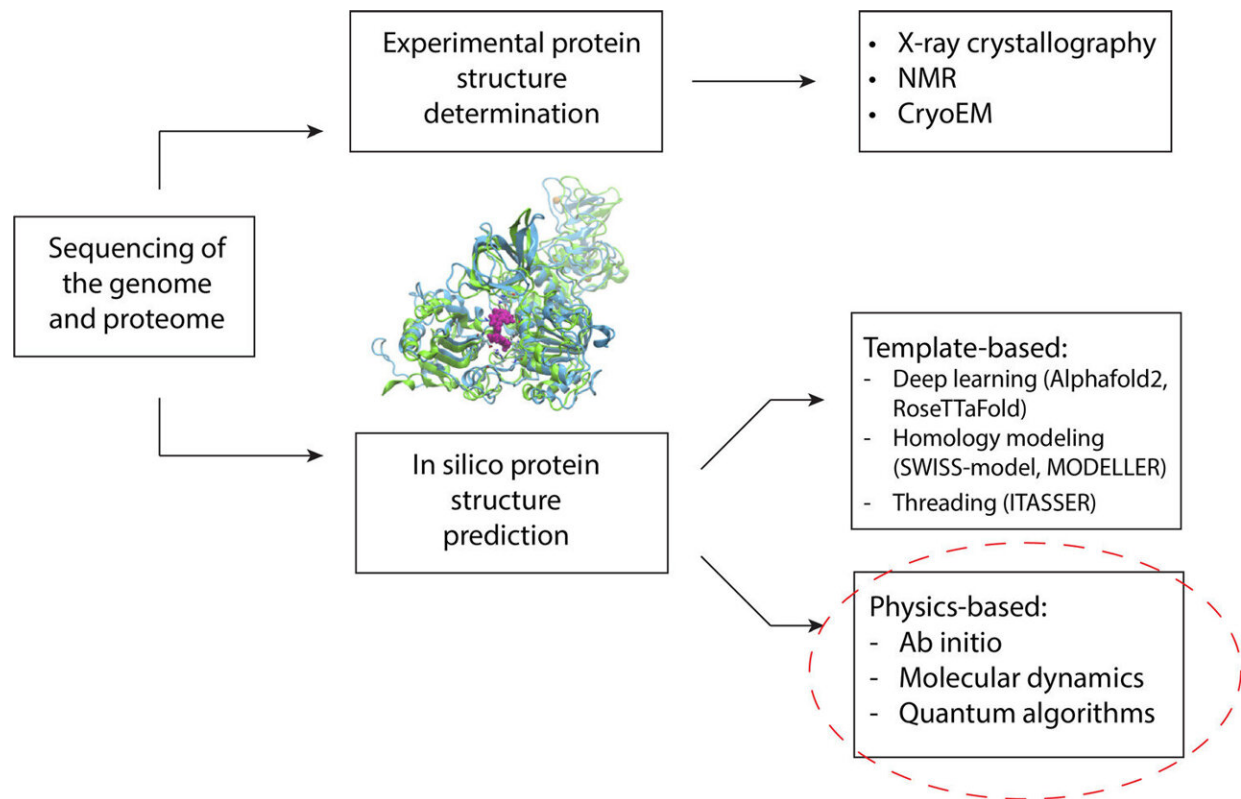 Experimental protein
structure
determination
• X-ray crystallography
• NMR
• CryoEM
Sequencing of
the genome
and proteome
In silico protein
structure
prediction
Template-based:
- Deep learning (Alphafold2,
RoseTTaFold)
- Homology modeling
(SWISS-model, MODELLER)
- Threading (ITASSER)
Physics-based:
- Ab initio
- Molecular dynamics
- Quantum algorithms